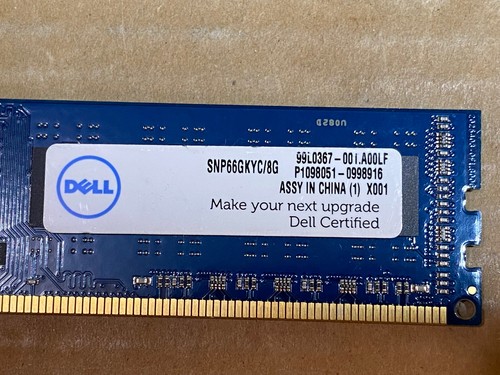 DELL
SNP66GKYC/8G
99L0367-001.A00LF
P1098051-0998916
ASSY IN CHINA (1) X001
Make your next upgrade
Dell Certified